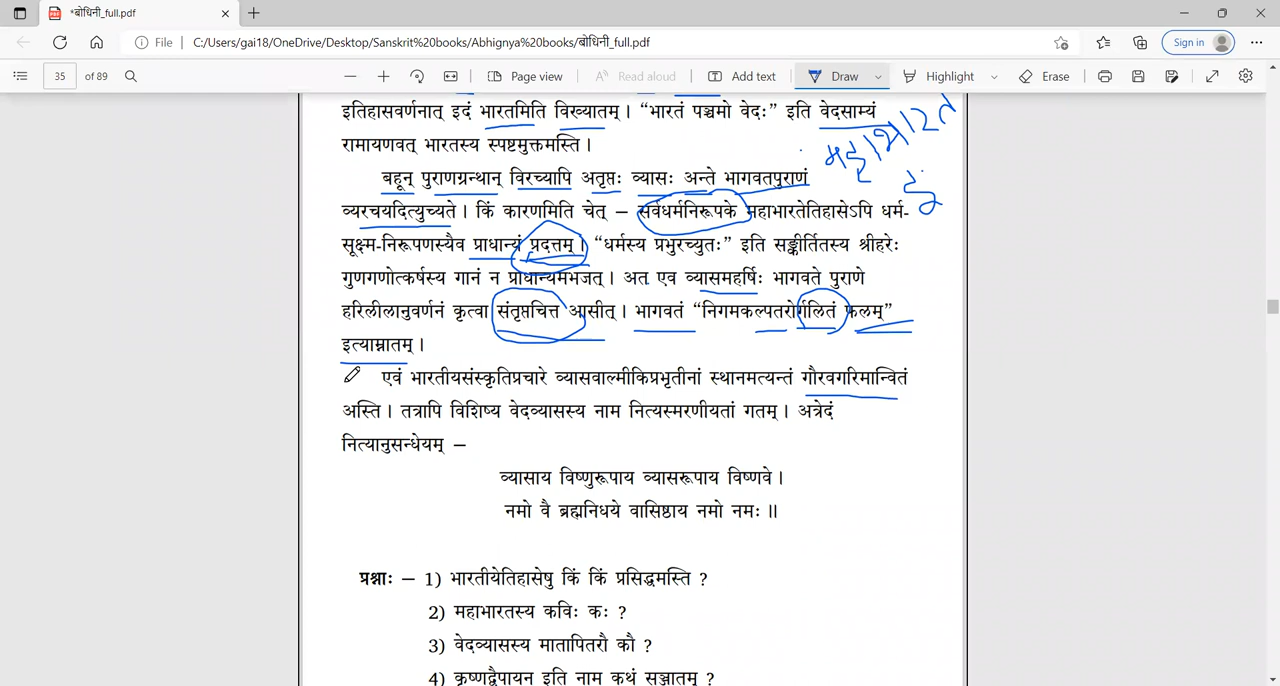 *बोधिनी_full.pdf
File C:/Users/gai18/OneDrive/Desktop/Sanskrit%20books/Abhignya%20books/बोधिनी_full.pdf Sign in
35 of 89 Page view Read aloud Add text Draw Highlight Erase
इतिहासवर्णनात् इदं भारतमिति विख्यातम् । “भारतं पञ्चमो वेदः” इति वेदसाम्यं
रामायणवत् भारतस्य स्पष्टमुक्तमस्ति ।
महाभारत
बहून् पुराणग्रन्थान् विरच्यापि अतृप्तः व्यासः अन्ते भागवतपुराणं
व्यरचयदित्युच्यते । किं कारणमिति चेत् – सर्वधर्मनिरूपके महाभारतेतिहासेऽपि धर्म-
सूक्ष्म-निरूपणस्यैव प्राधान्यं प्रदत्तम् । “धर्मस्य प्रभुरच्युतः” इति सङ्कीर्तितस्य श्रीहरेः
गुणगणोत्कर्षस्य गानं न प्राधान्यमभजत् । अत एव व्यासमहर्षिः भागवते पुराणे
हरिलीलानुवर्णनं कृत्वा संतृप्तचित्त आसीत् । भागवतं “निगमकल्पतरोर्गलितं फलम्”
इत्याम्नातम् ।
एवं भारतीयसंस्कृतिप्रचारे व्यासवाल्मीकिप्रभृतीनां स्थानमत्यन्तं गौरवगरिमान्वितं
अस्ति । तत्रापि विशिष्य वेदव्यासस्य नाम नित्यस्मरणीयतां गतम् । अत्रेदं
नित्यानुसन्धेयम् –
व्यासाय विष्णुरूपाय व्यासरूपाय विष्णवे ।
नमो वै ब्रह्मनिधये वासिष्ठाय नमो नमः ॥
प्रश्नाः – 1) भारतीयेतिहासेषु किं किं प्रसिद्धमस्ति ?
2) महाभारतस्य कविः कः ?
3) वेदव्यासस्य मातापितरौ कौ ?
4) कृष्णद्वैपायन इति नाम कथं सञ्जातम् ?